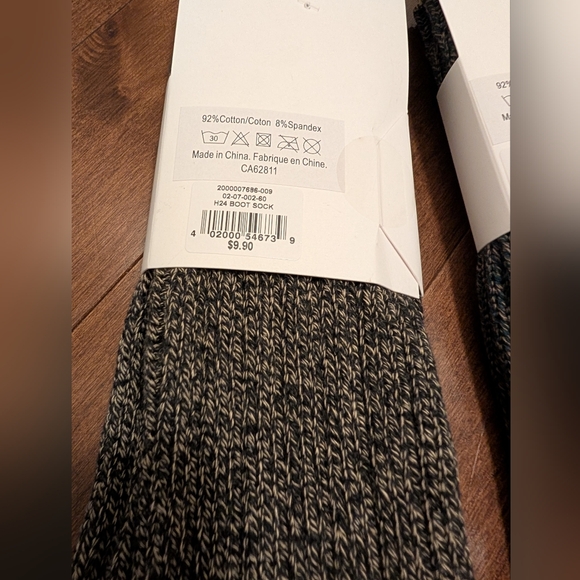 92%Cotton/Coton 8%Spandex
30
Made in China. Fabrique en Chine.
CA62811
2000007686-009
02-07-002-60
H24 BOOT SOCK
4 02000 54673 9
$9.90
92%
M